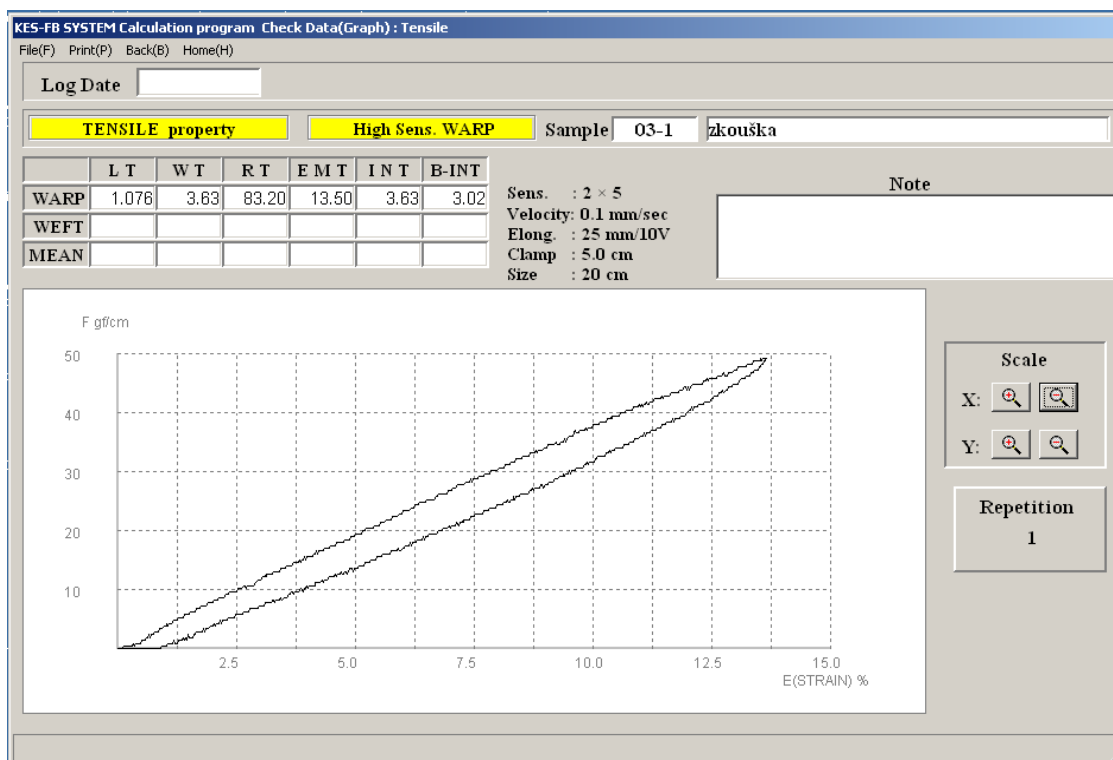 KES-FB SYSTEM Calculation program Check Data(Graph) : Tensile
File(F) Print(P) Back(B) Home(H)
Log Date
TENSILE property High Sens. WARP Sample 03-1 zkouška
L T W T R T E M T I N T B-INT
WARP 1.076 3.63 83.20 13.50 3.63 3.02
WEFT
MEAN
Sens. : 2 × 5
Velocity: 0.1 mm/sec
Elong. : 25 mm/10V
Clamp : 5.0 cm
Size : 20 cm
Note
F gf/cm
50
40
30
20
10
2.5 5.0 7.5 10.0 12.5 15.0
E(STRAIN) %
Scale
X:
Y:
Repetition
1